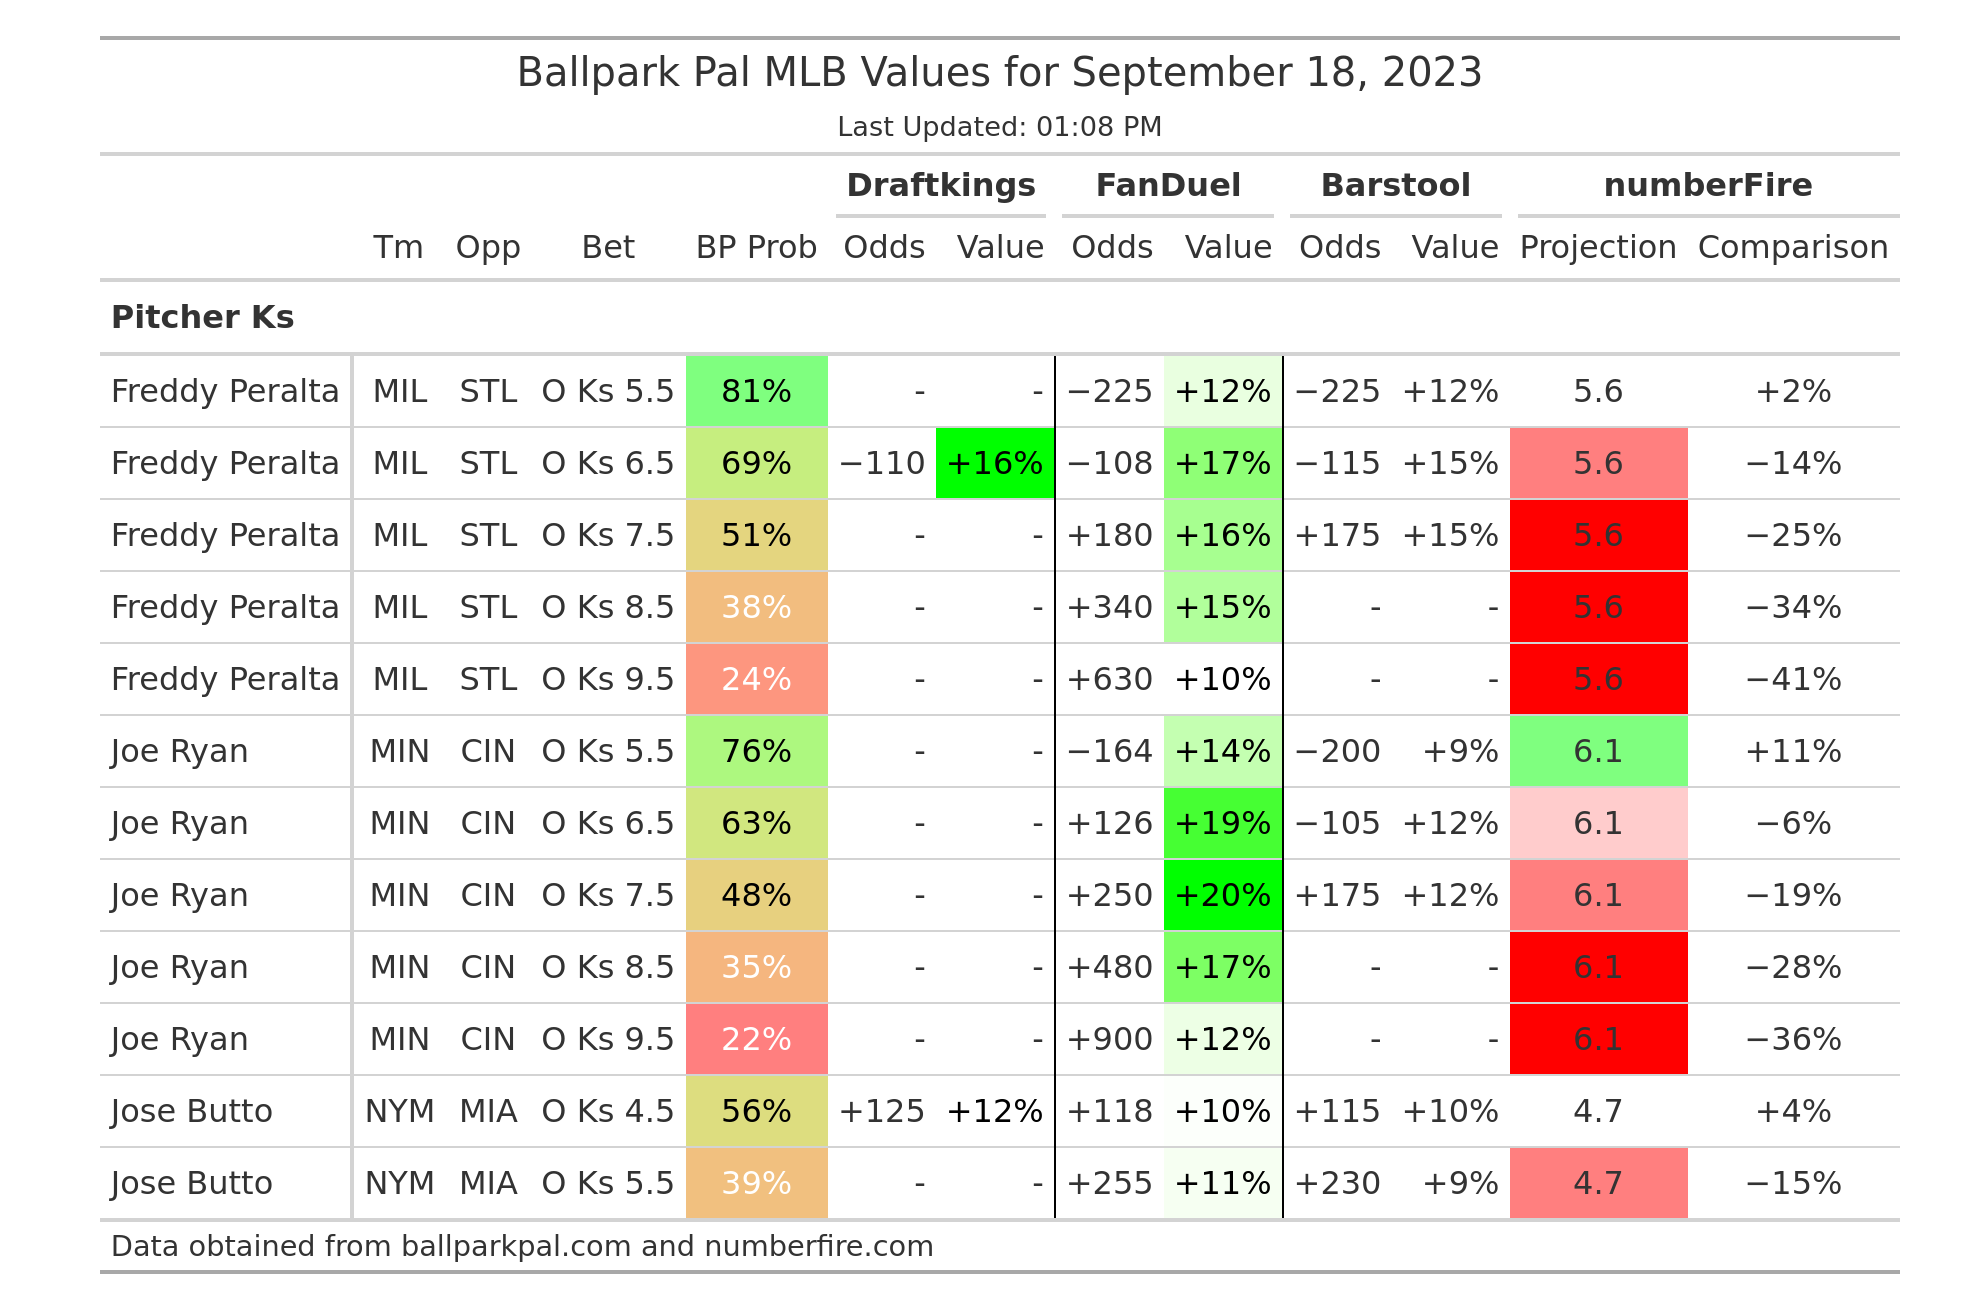 Ballpark Pal MLB Values for September 18, 2023
Last Updated: 01:08 PM
Draftkings FanDuel Barstool numberFire
Tm Opp Bet BP Prob Odds Value Odds Value Odds Value Projection Comparison
Pitcher Ks
Freddy Peralta MIL STL O Ks 5.5 81% - - −225 +12% −225 +12% 5.6 +2%
Freddy Peralta MIL STL O Ks 6.5 69% −110 +16% −108 +17% −115 +15% 5.6 −14%
Freddy Peralta MIL STL O Ks 7.5 51% - - +180 +16% +175 +15% 5.6 −25%
Freddy Peralta MIL STL O Ks 8.5 38% - - +340 +15% - - 5.6 −34%
Freddy Peralta MIL STL O Ks 9.5 24% - - +630 +10% - - 5.6 −41%
Joe Ryan MIN CIN O Ks 5.5 76% - - −164 +14% −200 +9% 6.1 +11%
Joe Ryan MIN CIN O Ks 6.5 63% - - +126 +19% −105 +12% 6.1 −6%
Joe Ryan MIN CIN O Ks 7.5 48% - - +250 +20% +175 +12% 6.1 −19%
Joe Ryan MIN CIN O Ks 8.5 35% - - +480 +17% - - 6.1 −28%
Joe Ryan MIN CIN O Ks 9.5 22% - - +900 +12% - - 6.1 −36%
Jose Butto NYM MIA O Ks 4.5 56% +125 +12% +118 +10% +115 +10% 4.7 +4%
Jose Butto NYM MIA O Ks 5.5 39% - - +255 +11% +230 +9% 4.7 −15%
Data obtained from ballparkpal.com and numberfire.com